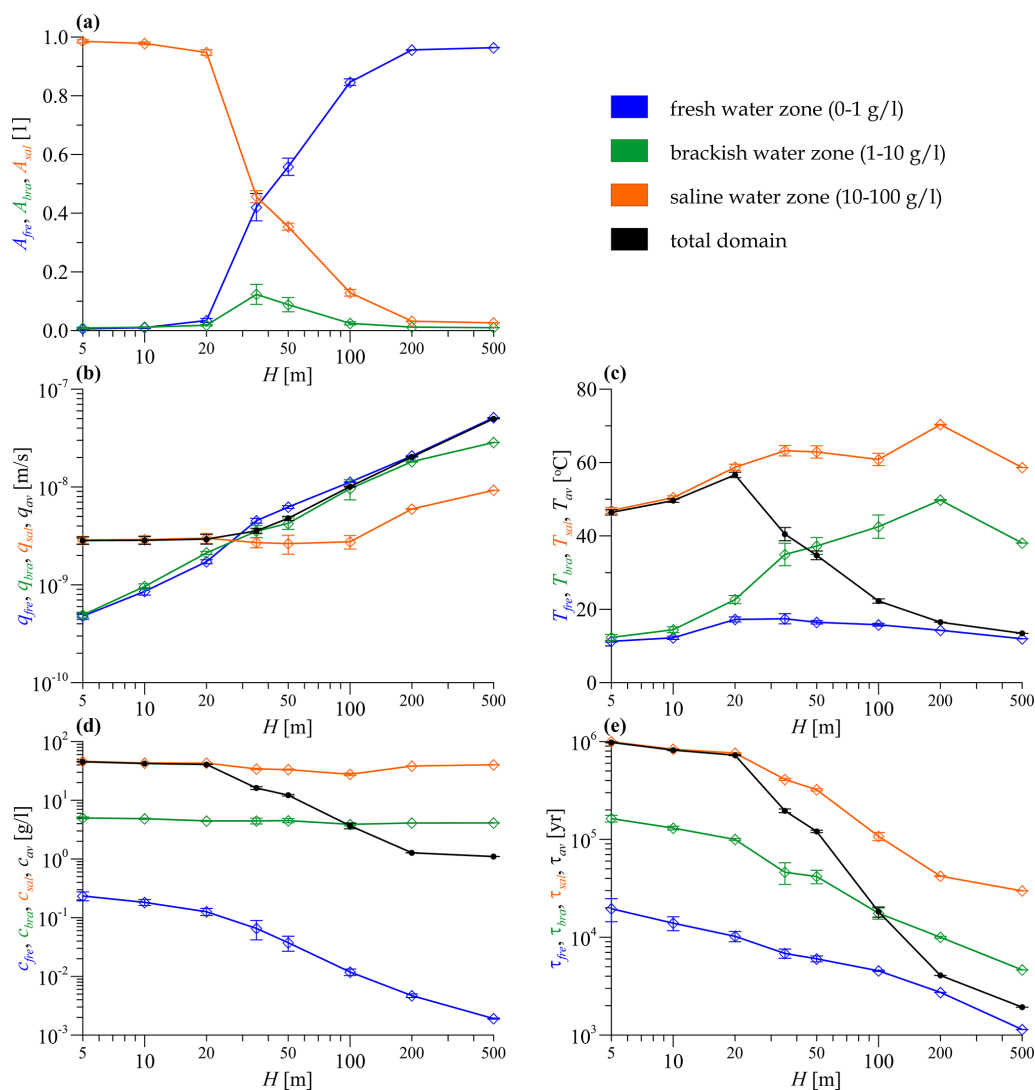 (a)
1.0
0.8
0.6
0.4
0.2
0.0
A_fre, A_bra, A_sal [1]
5 10 20 50 100 200 500
H [m]
fresh water zone (0-1 g/l)
brackish water zone (1-10 g/l)
saline water zone (10-100 g/l)
total domain
(b)
10^-7
10^-8
10^-9
10^-10
q_fre, q_bra, q_sal, q_av [m/s]
5 10 20 50 100 200 500
H [m]
(c)
80
60
40
20
0
T_fre, T_bra, T_sal, T_av [°C]
5 10 20 50 100 200 500
H [m]
(d)
10^2
10^1
10^0
10^-1
10^-2
10^-3
c_fre, c_bra, c_sal, c_av [g/l]
5 10 20 50 100 200 500
H [m]
(e)
10^6
10^5
10^4
10^3
τ_fre, τ_bra, τ_sal, τ_av [yr]
5 10 20 50 100 200 500
H [m]